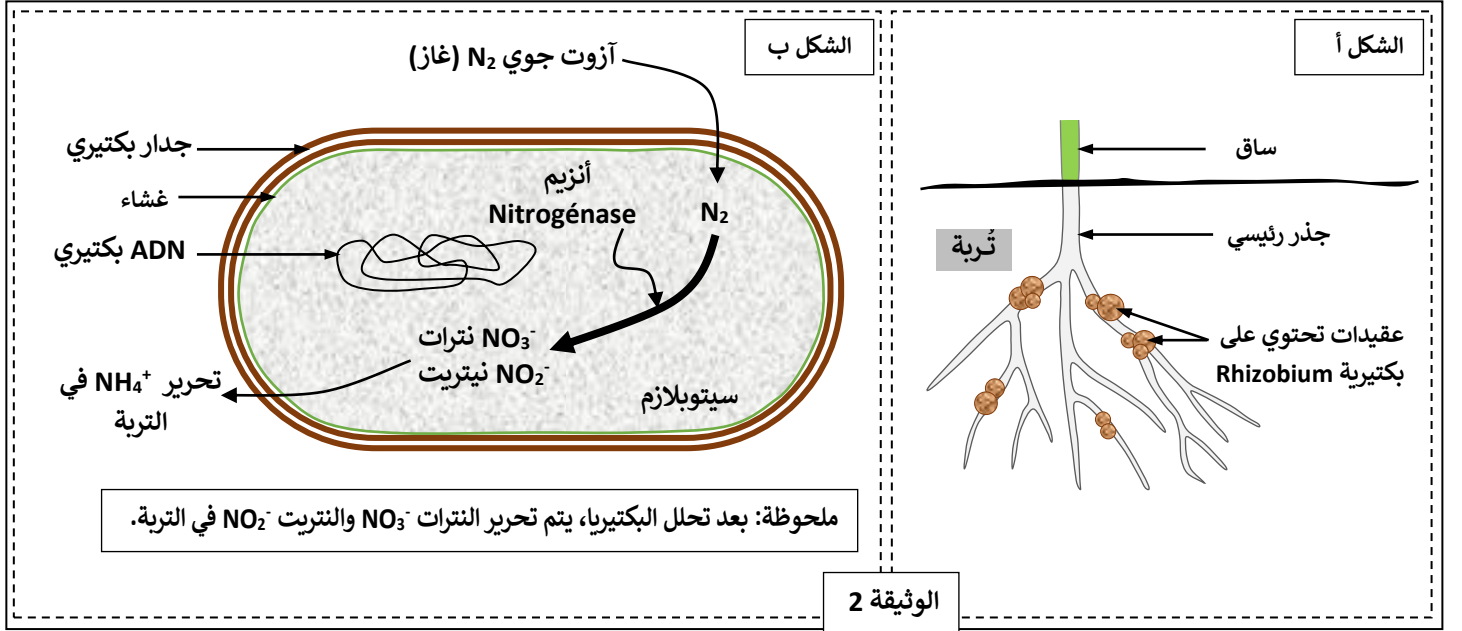 الشكل أ
ساق
جذر رئيسي
تُربة
عقيدات تحتوي على
بكتيرية Rhizobium
الشكل ب
آزوت جوي N₂ (غاز)
جدار بكتيري
غشاء
ADN بكتيري
أنزيم
Nitrogénase
N₂
NO₃⁻ نترات
NO₂⁻ نيتريت
سيتوبلازم
تحرير NH₄⁺ في
التربة
ملحوظة: بعد تحلل البكتيريا، يتم تحرير النترات NO₃⁻ والنتريت NO₂⁻ في التربة.
الوثيقة 2